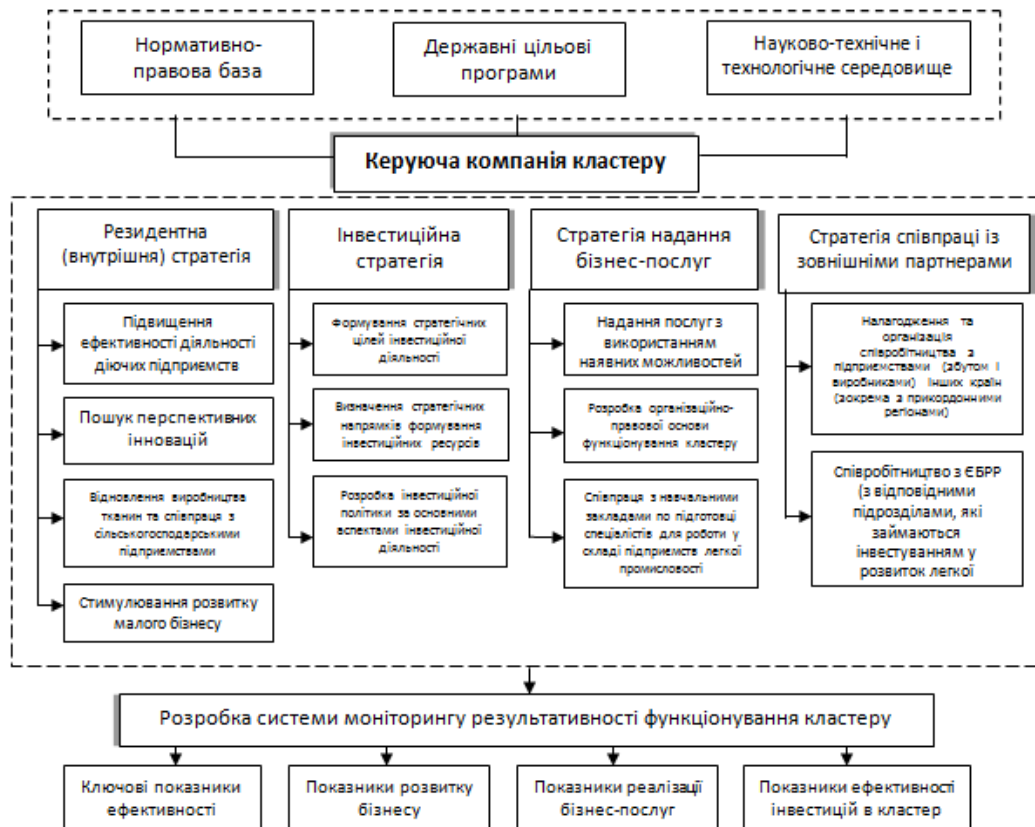 Нормативно-
правова база
Державні цільові
програми
Науково-технічне і
технологічне середовище
Керуюча компанія кластеру
Резидентна
(внутрішня) стратегія
Інвестиційна
стратегія
Стратегія надання
бізнес-послуг
Стратегія співпраці із
зовнішніми партнерами
Підвищення
ефективності діяльності
діючих підприємств
Пошук перспективних
інновацій
Відновлення виробництва
тканин та співпраця з
сільськогосподарськими
підприємствами
Стимулювання розвитку
малого бізнесу
Формування стратегічних
цілей інвестиційної
діяльності
Визначення стратегічних
напрямків формування
інвестиційних ресурсів
Розробка інвестиційної
політики за основними
аспектами інвестиційної
діяльності
Надання послуг з
використанням
наявних можливостей
Розробка організаційно-
правової основи
функціонування кластеру
Співпраця з навчальними
закладами по підготовці
спеціалістів для роботи у
складі підприємств легкої
промисловості
Налагодження та
організація
співробітництва з
підприємствами (збутом і
виробниками) інших країн
(зокрема з прикордонними
регіонами)
Співробітництво з ЄБРР
(з відповідними
підрозділами, які
займаються
інвестуванням у
розвиток легкої
Розробка системи моніторингу результативності функціонування кластеру
Ключові показники
ефективності
Показники розвитку
бізнесу
Показники реалізації
бізнес-послуг
Показники ефективності
інвестицій в кластер